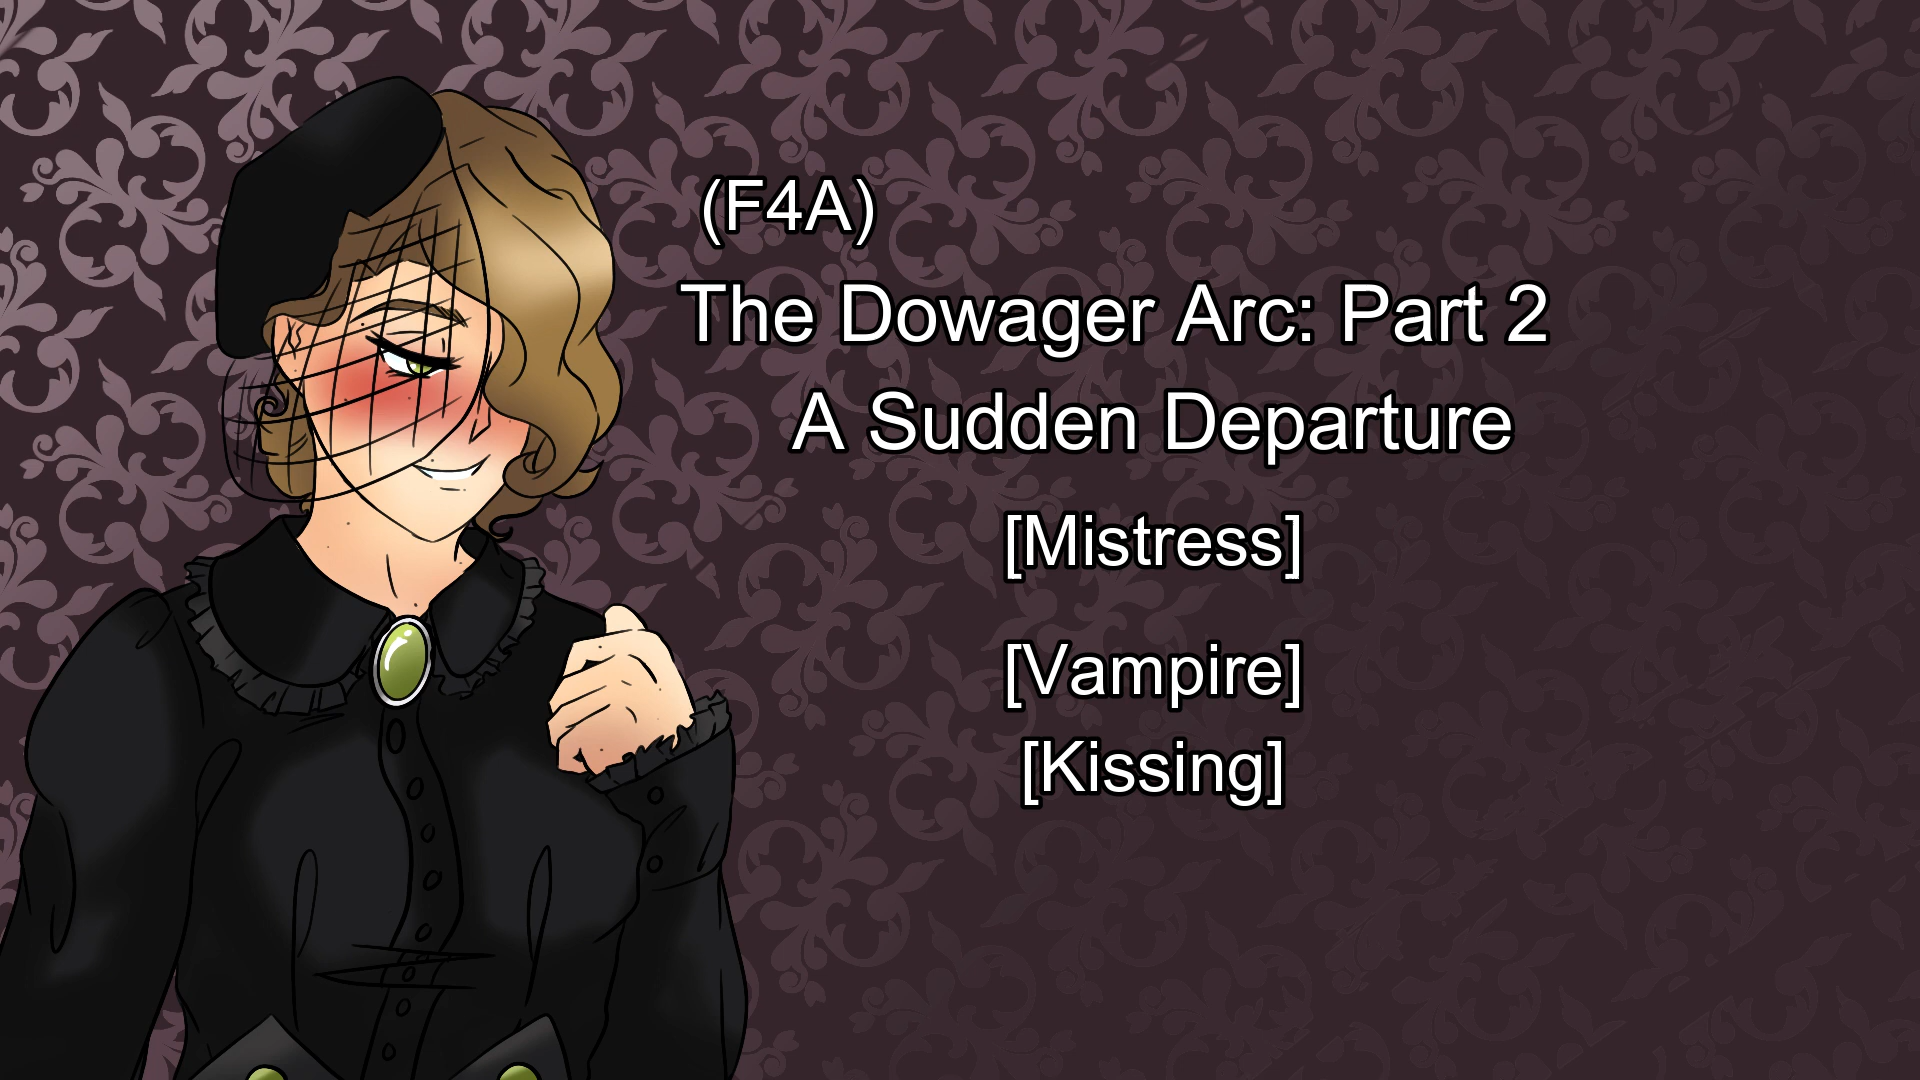 (F4A)
The Dowager Arc: Part 2
A Sudden Departure
[Mistress]
[Vampire]
[Kissing]